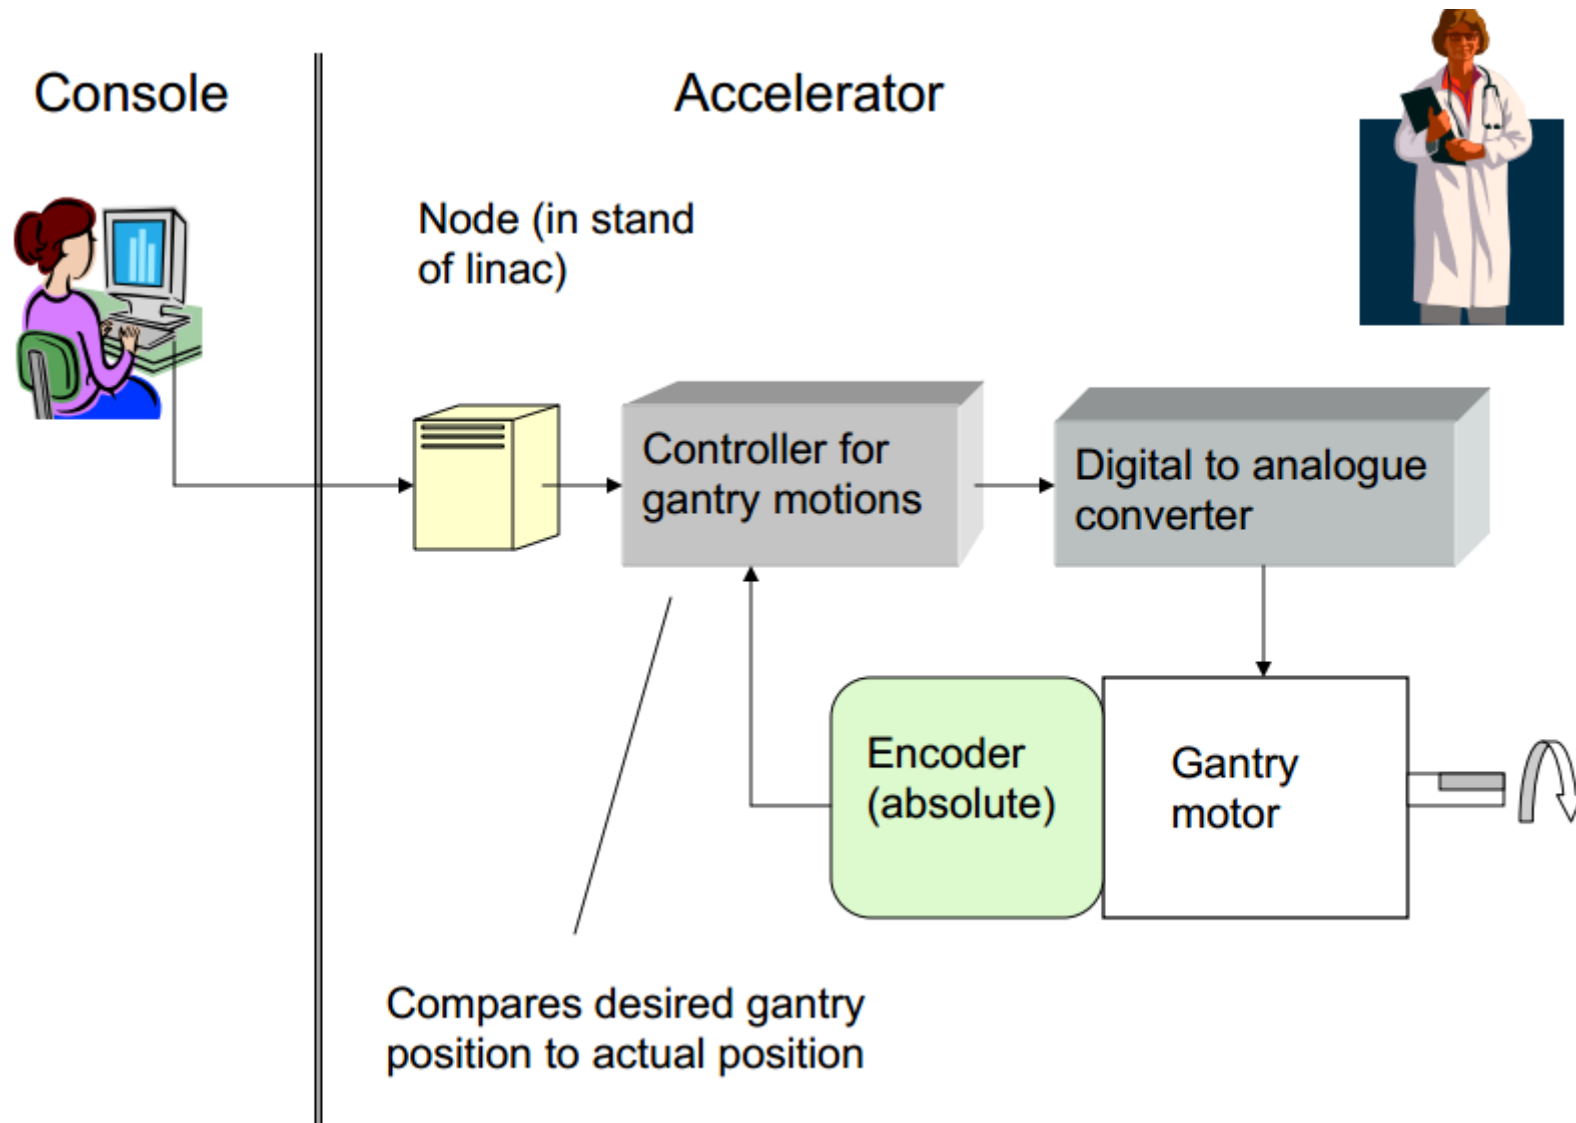 Console
Accelerator
Node (in stand
of linac)
Controller for
gantry motions
Digital to analogue
converter
Encoder
(absolute)
Gantry
motor
Compares desired gantry
position to actual position